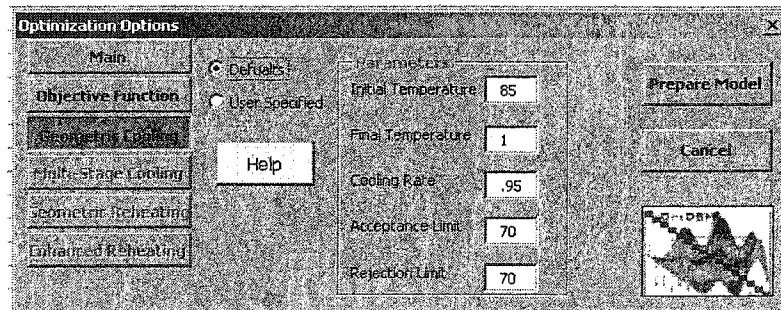 Optimization Options
X
Main
Objective Function
Geometric Cooling
Multi-Stage Cooling
Geometric Reheating
Enhanced Reheating
Defualts
User Specified
Help
Parameters
Initial Temperature 85
Final Temperature 1
Cooling Rate .95
Acceptance Limit 70
Rejection Limit 70
Prepare Model
Cancel